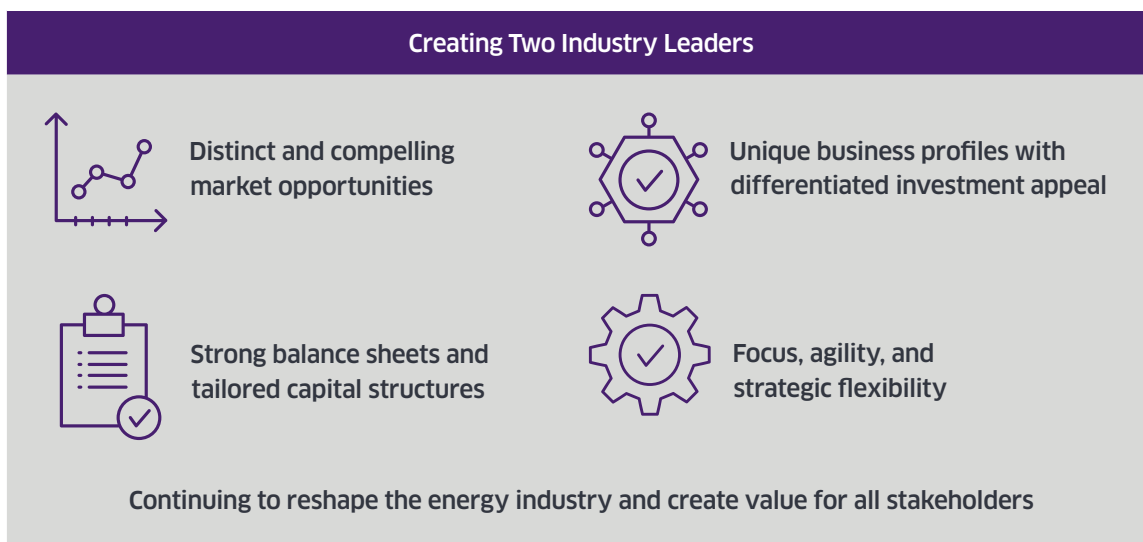 Creating Two Industry Leaders
Distinct and compelling
market opportunities
Unique business profiles with
differentiated investment appeal
Strong balance sheets and
tailored capital structures
Focus, agility, and
strategic flexibility
Continuing to reshape the energy industry and create value for all stakeholders